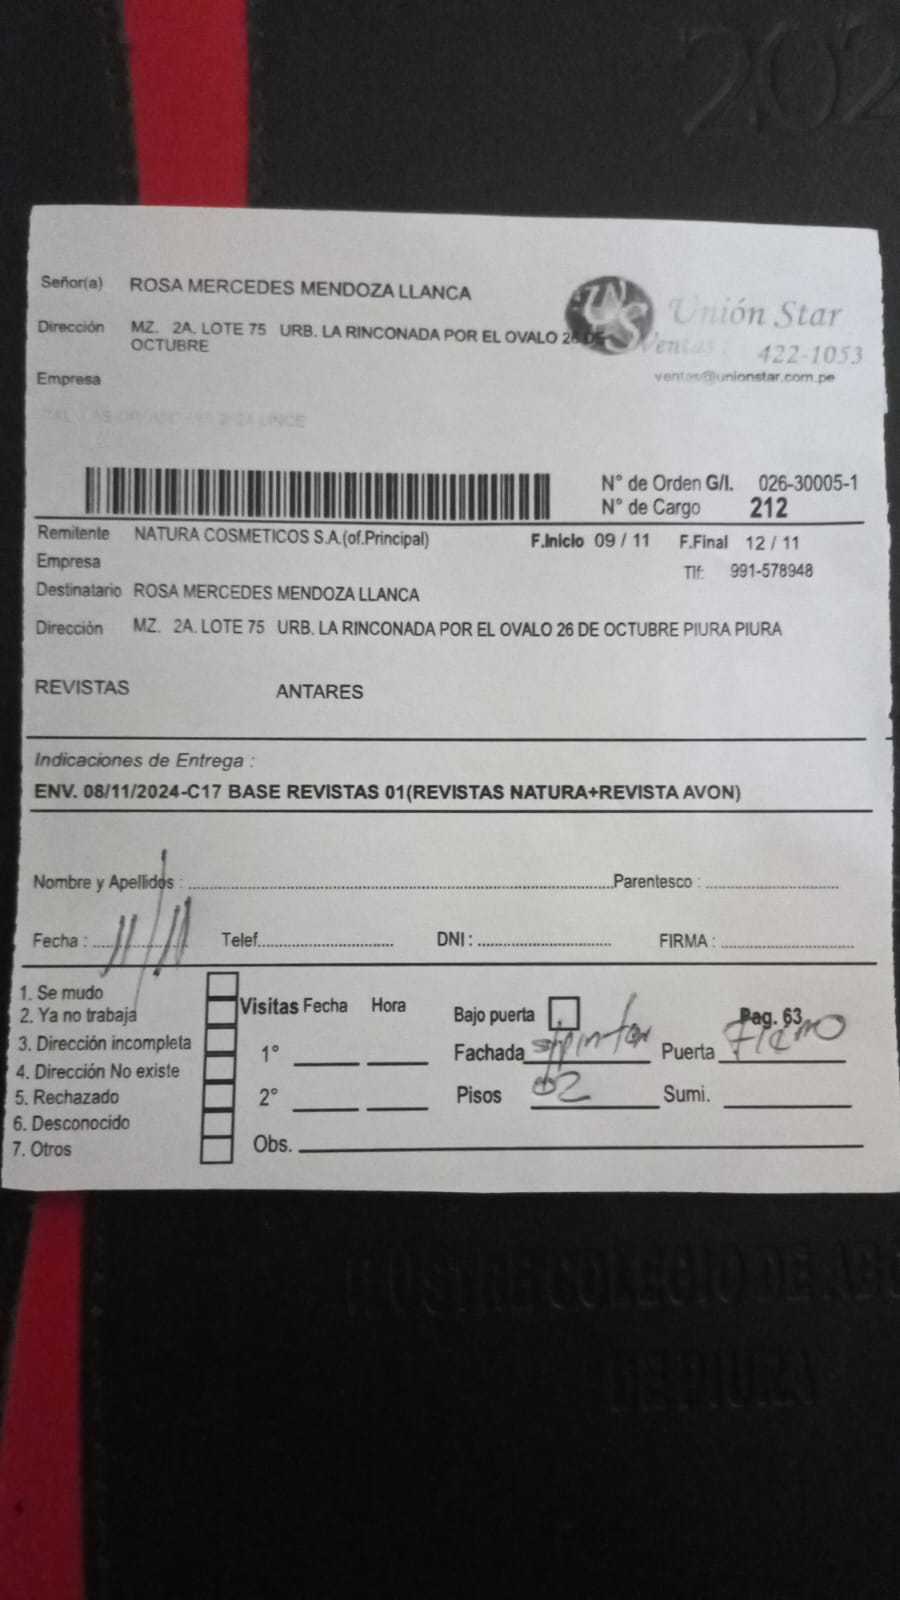 202
Señor(a) ROSA MERCEDES MENDOZA LLANCA
Unión Star
Dirección MZ. 2A. LOTE 75 URB. LA RINCONADA POR EL OVALO 26 DE
OCTUBRE
Ventas
422-1053
Empresa
ventas@unionstar.com.pe
N° de Orden G/I. 026-30005-1
N° de Cargo 212
Remitente NATURA COSMETICOS S.A.(of.Principal) F.Inicio 09 / 11 F.Final 12 / 11
Empresa
Tlf: 991-578948
Destinatario ROSA MERCEDES MENDOZA LLANCA
Dirección MZ. 2A. LOTE 75 URB. LA RINCONADA POR EL OVALO 26 DE OCTUBRE PIURA PIURA
REVISTAS ANTARES
Indicaciones de Entrega :
ENV. 08/11/2024-C17 BASE REVISTAS 01(REVISTAS NATURA+REVISTA AVON)
Nombre y Apellidos : Parentesco :
Fecha : 11/11 Telef. DNI : FIRMA :
1. Se mudo
2. Ya no trabaja
3. Dirección incompleta
4. Dirección No existe
5. Rechazado
6. Desconocido
7. Otros
Visitas Fecha Hora
1°
2°
Obs.
Bajo puerta Pag. 63
Fachada s/pintar Puerta Fierro
Pisos 02 Sumi.
ILUSTRE COLEGIO DE